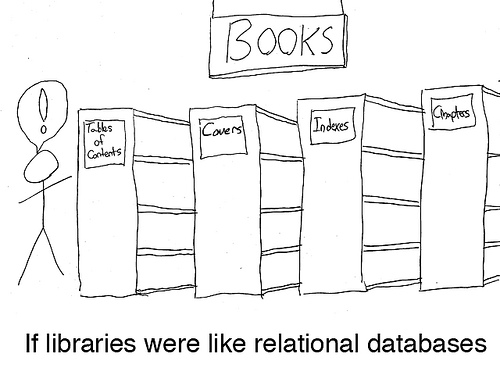 BOOKS
!
Tables
of
Contents
Covers
Indexes
Chapters
If libraries were like relational databases